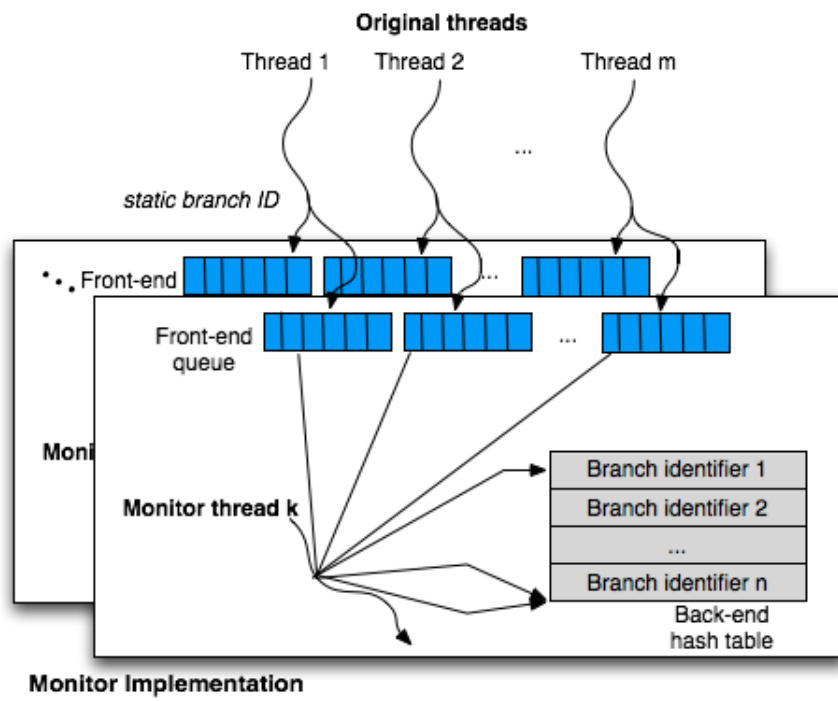 Original threads
Thread 1
Thread 2
Thread m
...
static branch ID
Front-end
...
Front-end
queue
...
Moni
Monitor thread k
Branch identifier 1
Branch identifier 2
...
Branch identifier n
Back-end
hash table
Monitor Implementation